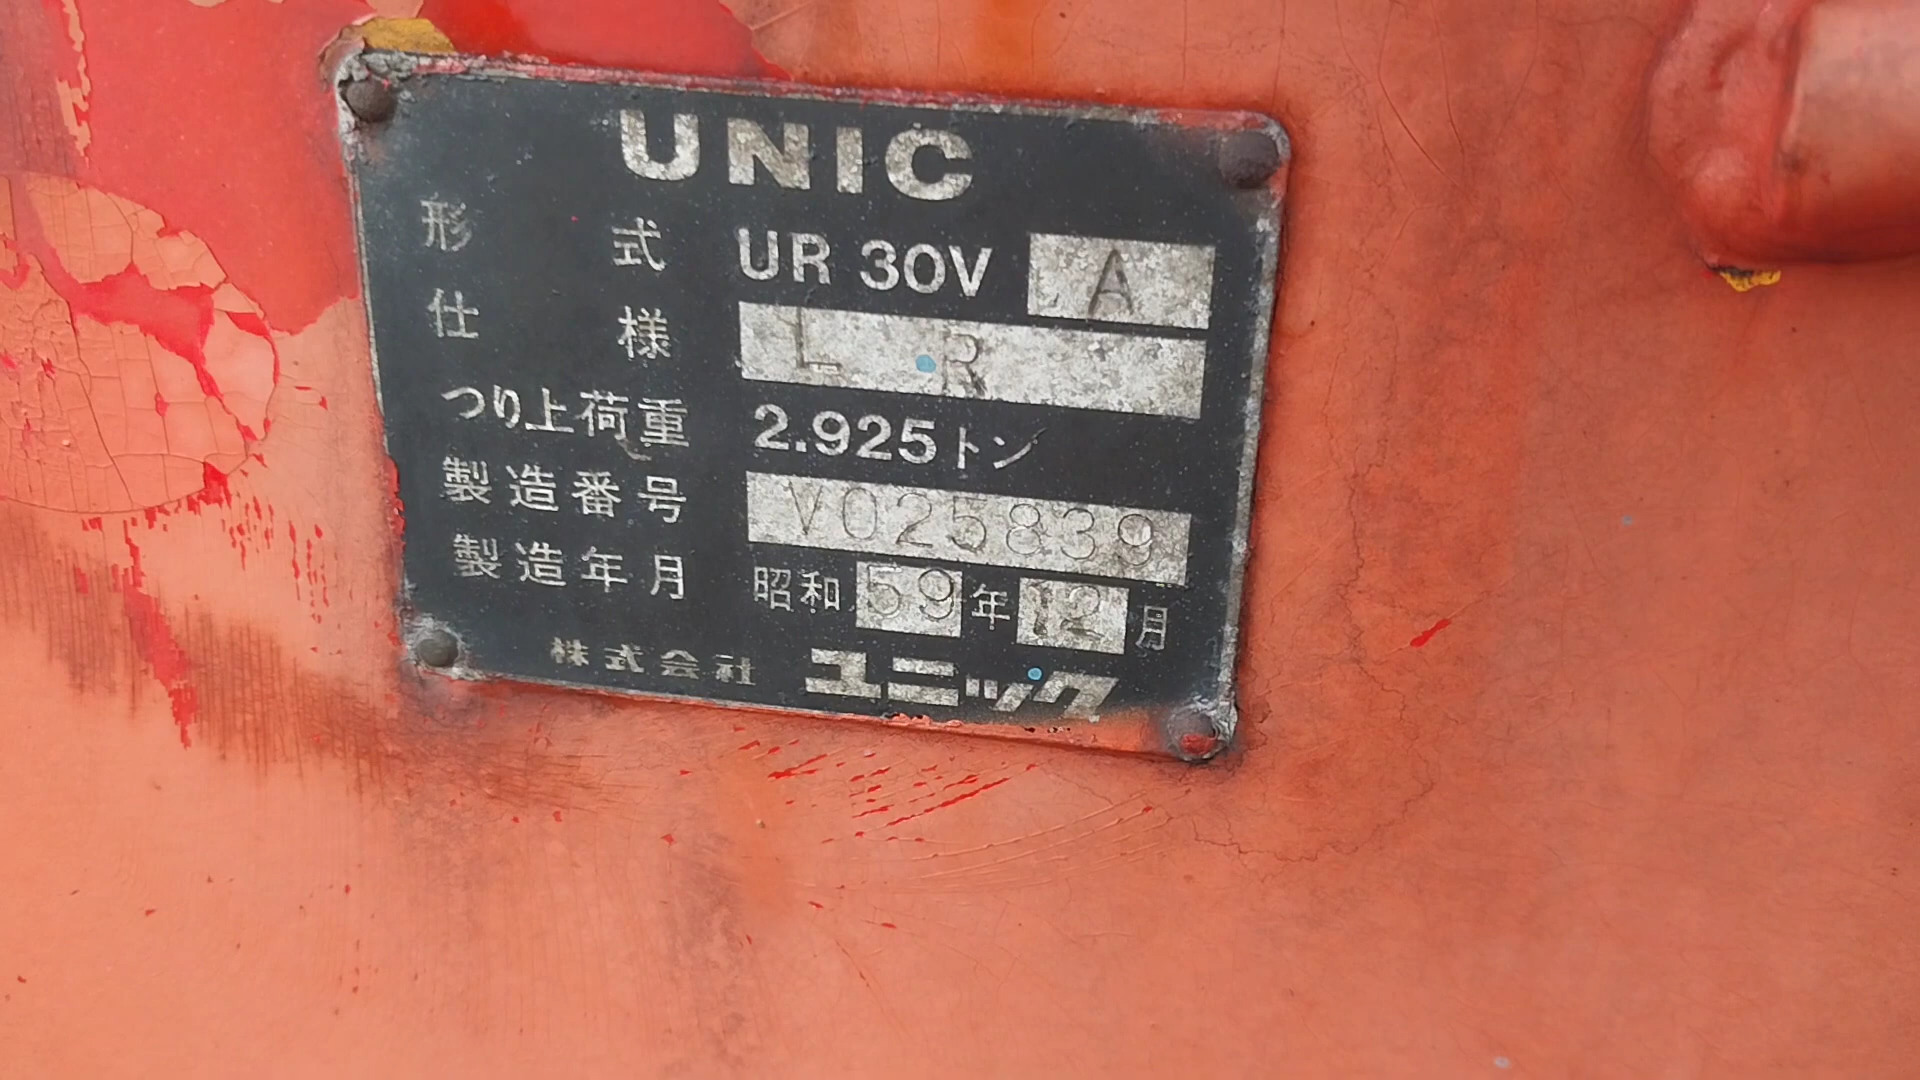 UNIC
形式 UR 30V A
仕様 L R
つり上荷重 2.925トン
製造番号 V025839
製造年月 昭和59年12月
株式会社 ユニック